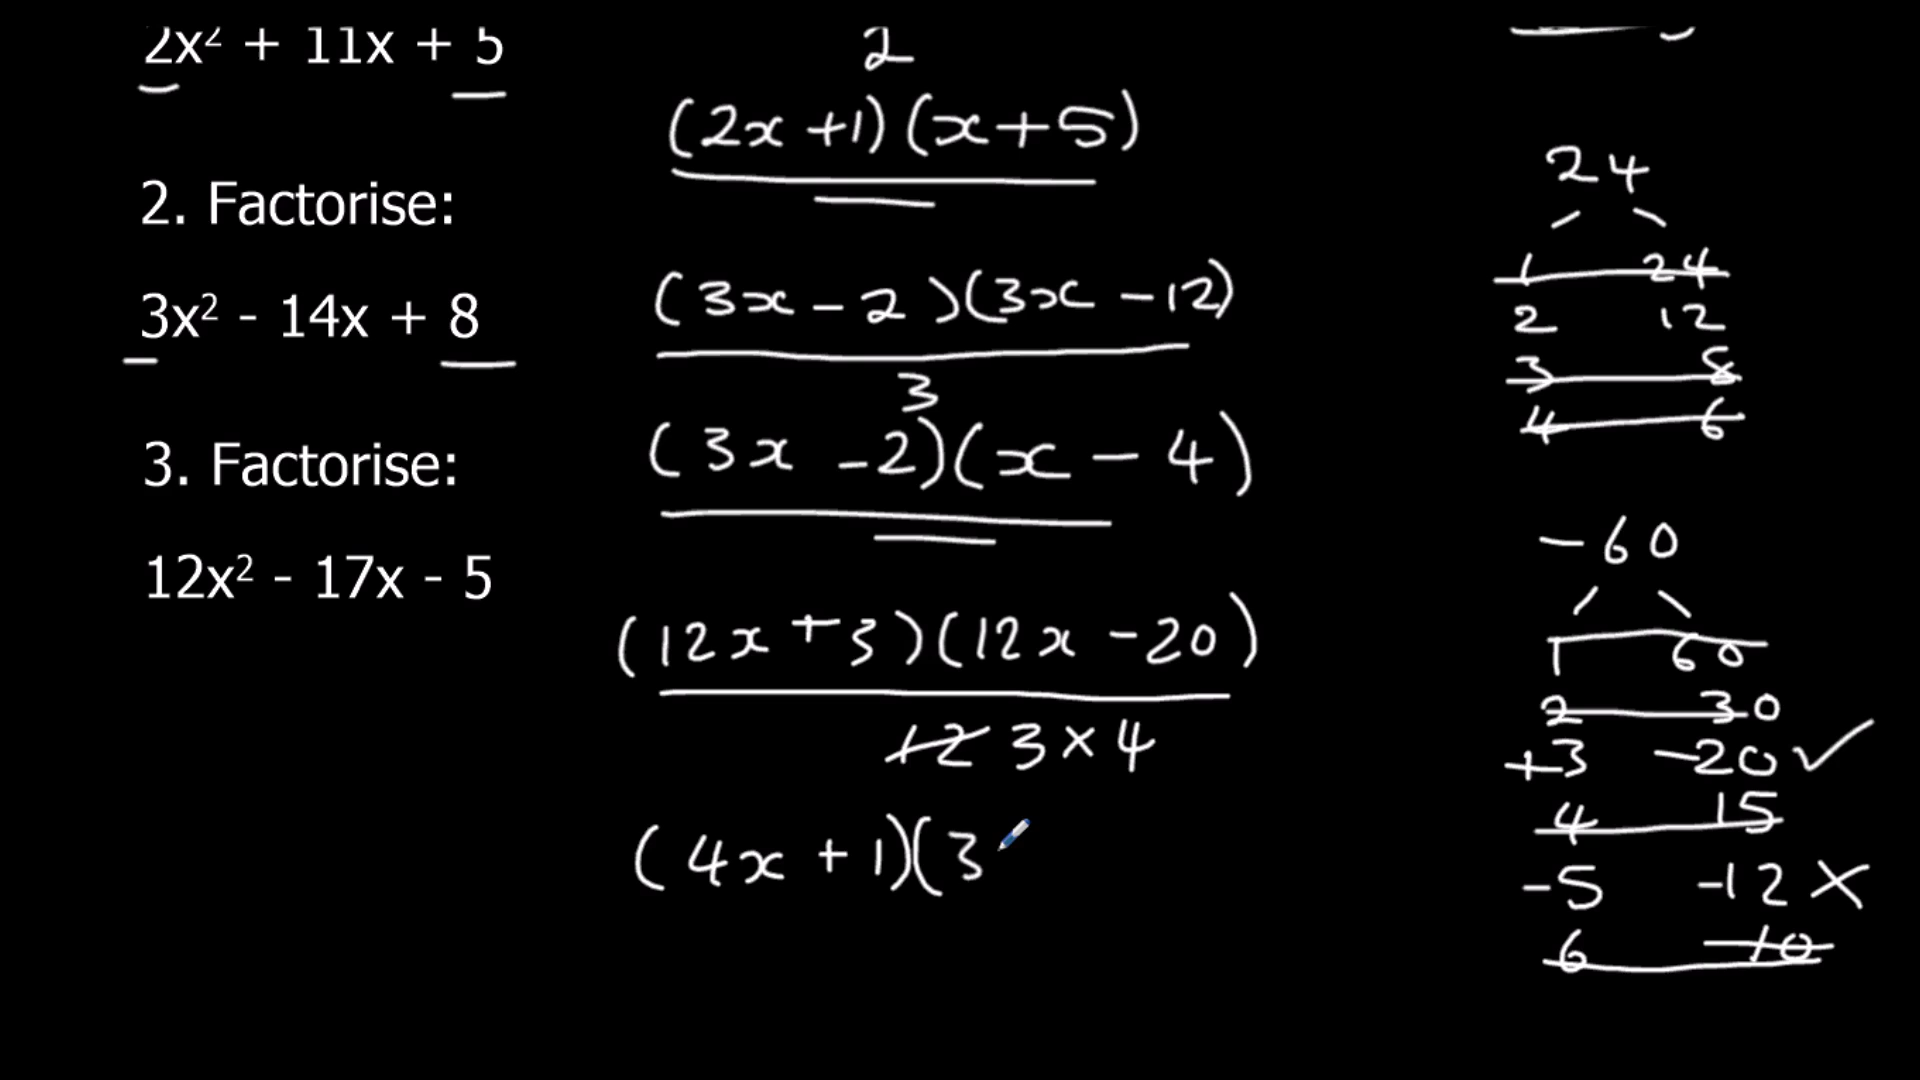 2x² + 11x + 5
2. Factorise:
3x² - 14x + 8
3. Factorise:
12x² - 17x - 5
2
(2x +1)(x+5)
(3x - 2)(3x - 12)
3
(3x - 2)(x - 4)
(12x + 3)(12x - 20)
12 3 × 4
(4x + 1)(3
24
1 24
2 12
3 8
4 6
-60
1 60
2 30
+3 -20 ✓
4 15
-5 -12 ×
6 10